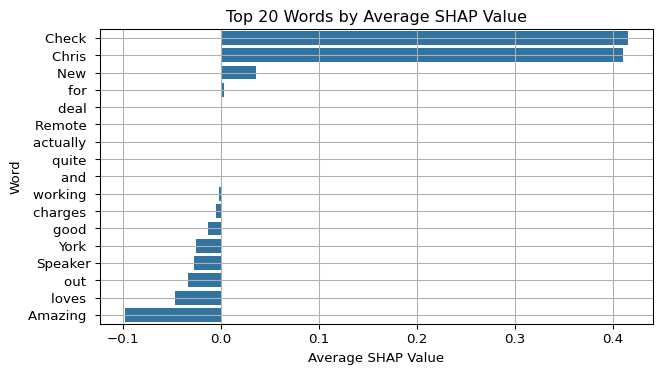 Top 20 Words by Average SHAP Value
Check
Chris
New
for
deal
Remote
actually
quite
and
working
charges
good
York
Speaker
out
loves
Amazing
Word
−0.1 0.0 0.1 0.2 0.3 0.4
Average SHAP Value